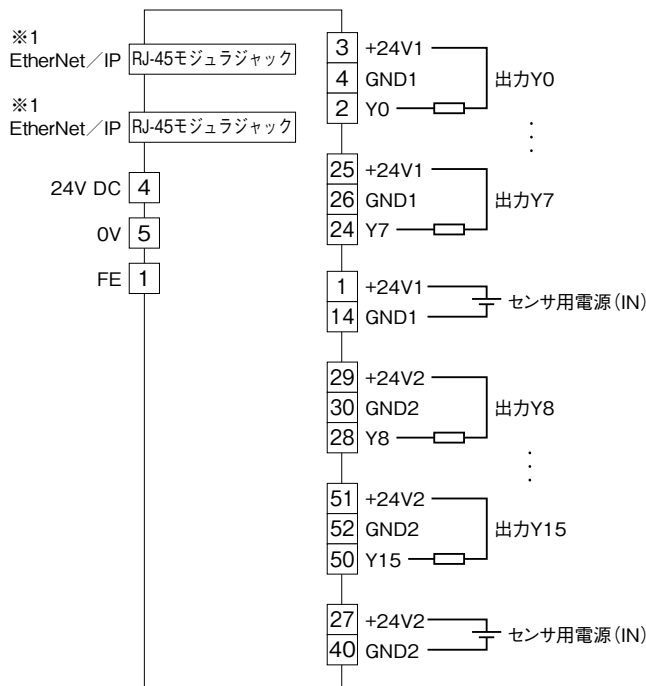 ※1
EtherNet／IP RJ-45モジュラジャック
※1
EtherNet／IP RJ-45モジュラジャック
24V DC 4
0V 5
FE 1
3 +24V1
4 GND1 出力Y0
2 Y0
25 +24V1
26 GND1 出力Y7
24 Y7
1 +24V1
14 GND1
センサ用電源（IN）
29 +24V2
30 GND2 出力Y8
28 Y8
51 +24V2
52 GND2 出力Y15
50 Y15
27 +24V2
40 GND2
センサ用電源（IN）